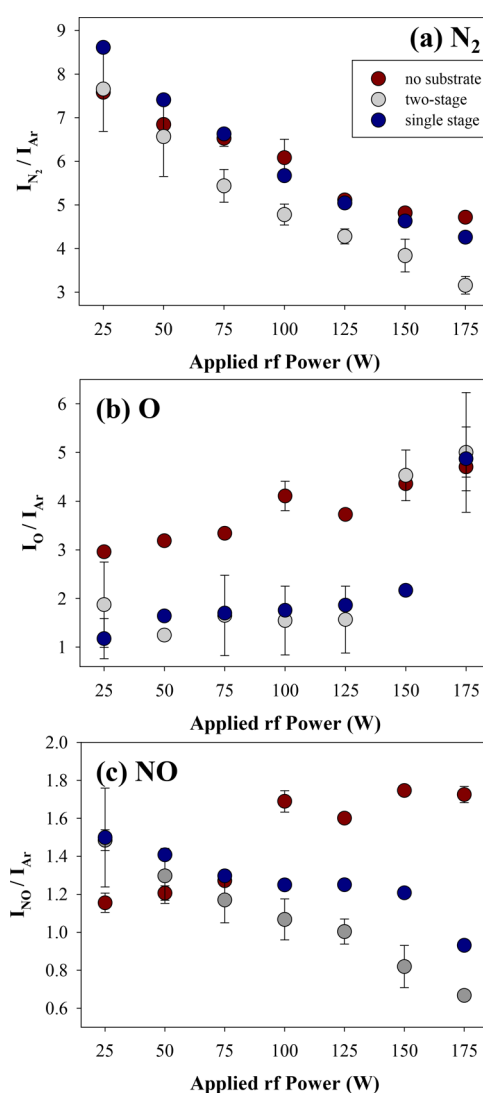 (a) N₂
9
8
7
6
5
4
3
I_N₂ / I_Ar
no substrate
two-stage
single stage
25 50 75 100 125 150 175
Applied rf Power (W)
(b) O
6
5
4
3
2
1
I_O / I_Ar
25 50 75 100 125 150 175
Applied rf Power (W)
(c) NO
2.0
1.8
1.6
1.4
1.2
1.0
0.8
0.6
I_NO / I_Ar
25 50 75 100 125 150 175
Applied rf Power (W)